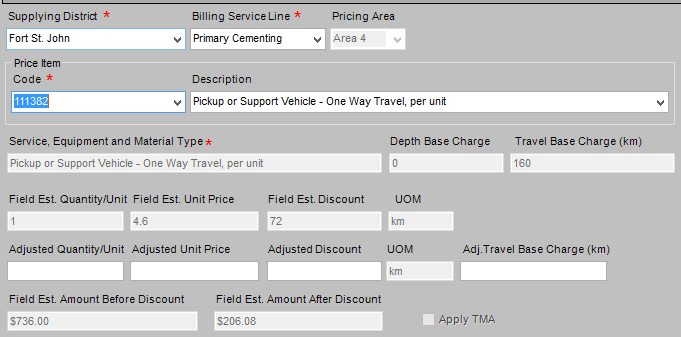 Supplying District * Billing Service Line * Pricing Area
Fort St. John Primary Cementing Area 4
Price Item
Code * Description
111382 Pickup or Support Vehicle - One Way Travel, per unit
Service, Equipment and Material Type * Depth Base Charge Travel Base Charge (km)
Pickup or Support Vehicle - One Way Travel, per unit 0 160
Field Est. Quantity/Unit Field Est. Unit Price Field Est. Discount UOM
1 4.6 72 km
Adjusted Quantity/Unit Adjusted Unit Price Adjusted Discount UOM Adj.Travel Base Charge (km)
km
Field Est. Amount Before Discount Field Est. Amount After Discount
$736.00 $206.08 Apply TMA